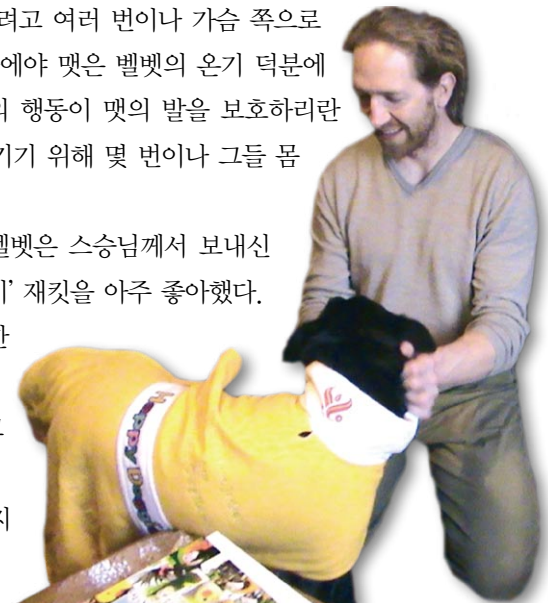 려고 여러 번이나 가슴 쪽으로
에야 맷은 벨벳의 온기 덕분에
의 행동이 맷의 발을 보호하리란
기기 위해 몇 번이나 그들 몸
벨벳은 스승님께서 보내신
' 재킷을 아주 좋아했다.
Happy Dog